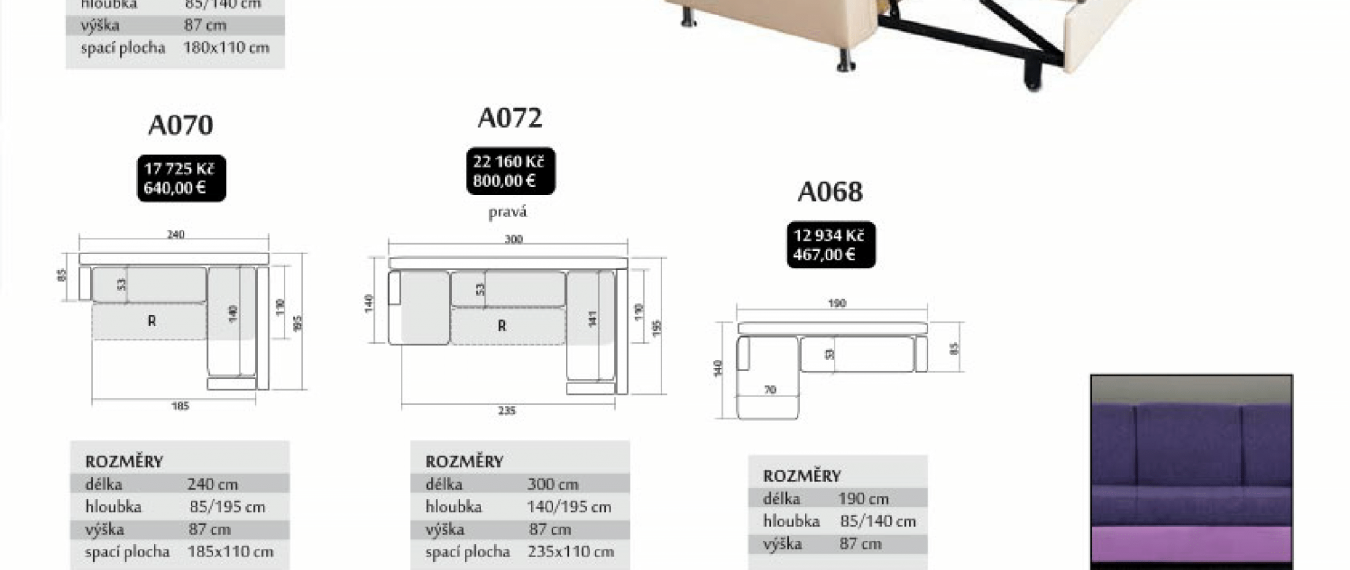 hloubka 85/140 cm
výška 87 cm
spací plocha 180x110 cm
A070
17 725 Kč
640,00 €
240
85
53
R
140
110
195
185
ROZMĚRY
délka 240 cm
hloubka 85/195 cm
výška 87 cm
spací plocha 185x110 cm
A072
22 160 Kč
800,00 €
pravá
300
140
53
R
141
110
195
235
ROZMĚRY
délka 300 cm
hloubka 140/195 cm
výška 87 cm
spací plocha 235x110 cm
A068
12 934 Kč
467,00 €
190
140
53
85
70
ROZMĚRY
délka 190 cm
hloubka 85/140 cm
výška 87 cm